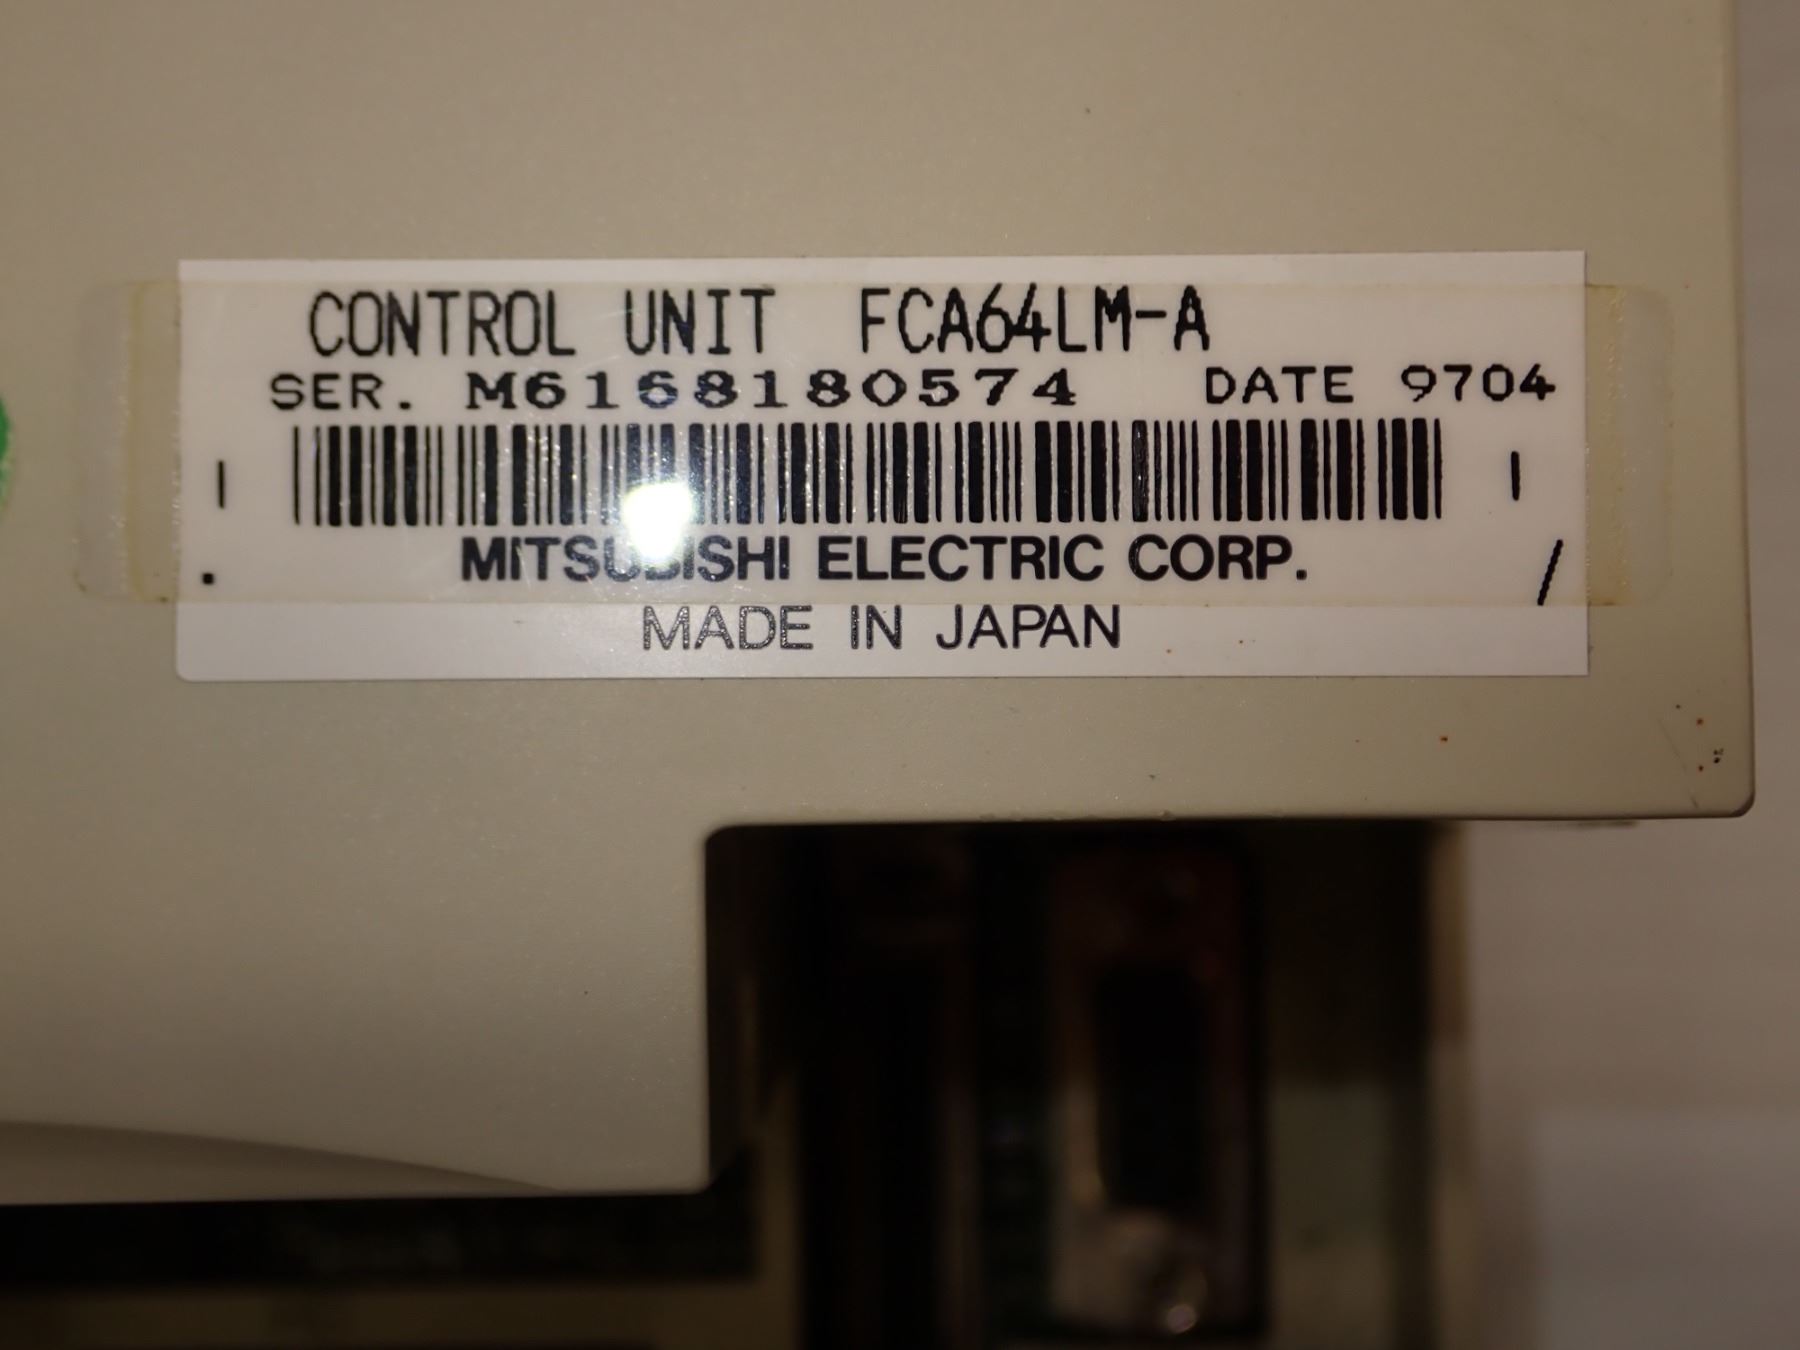 CONTROL UNIT FCA64LM-A
SER. M6168180574 DATE 9704
MITSUBISHI ELECTRIC CORP.
MADE IN JAPAN